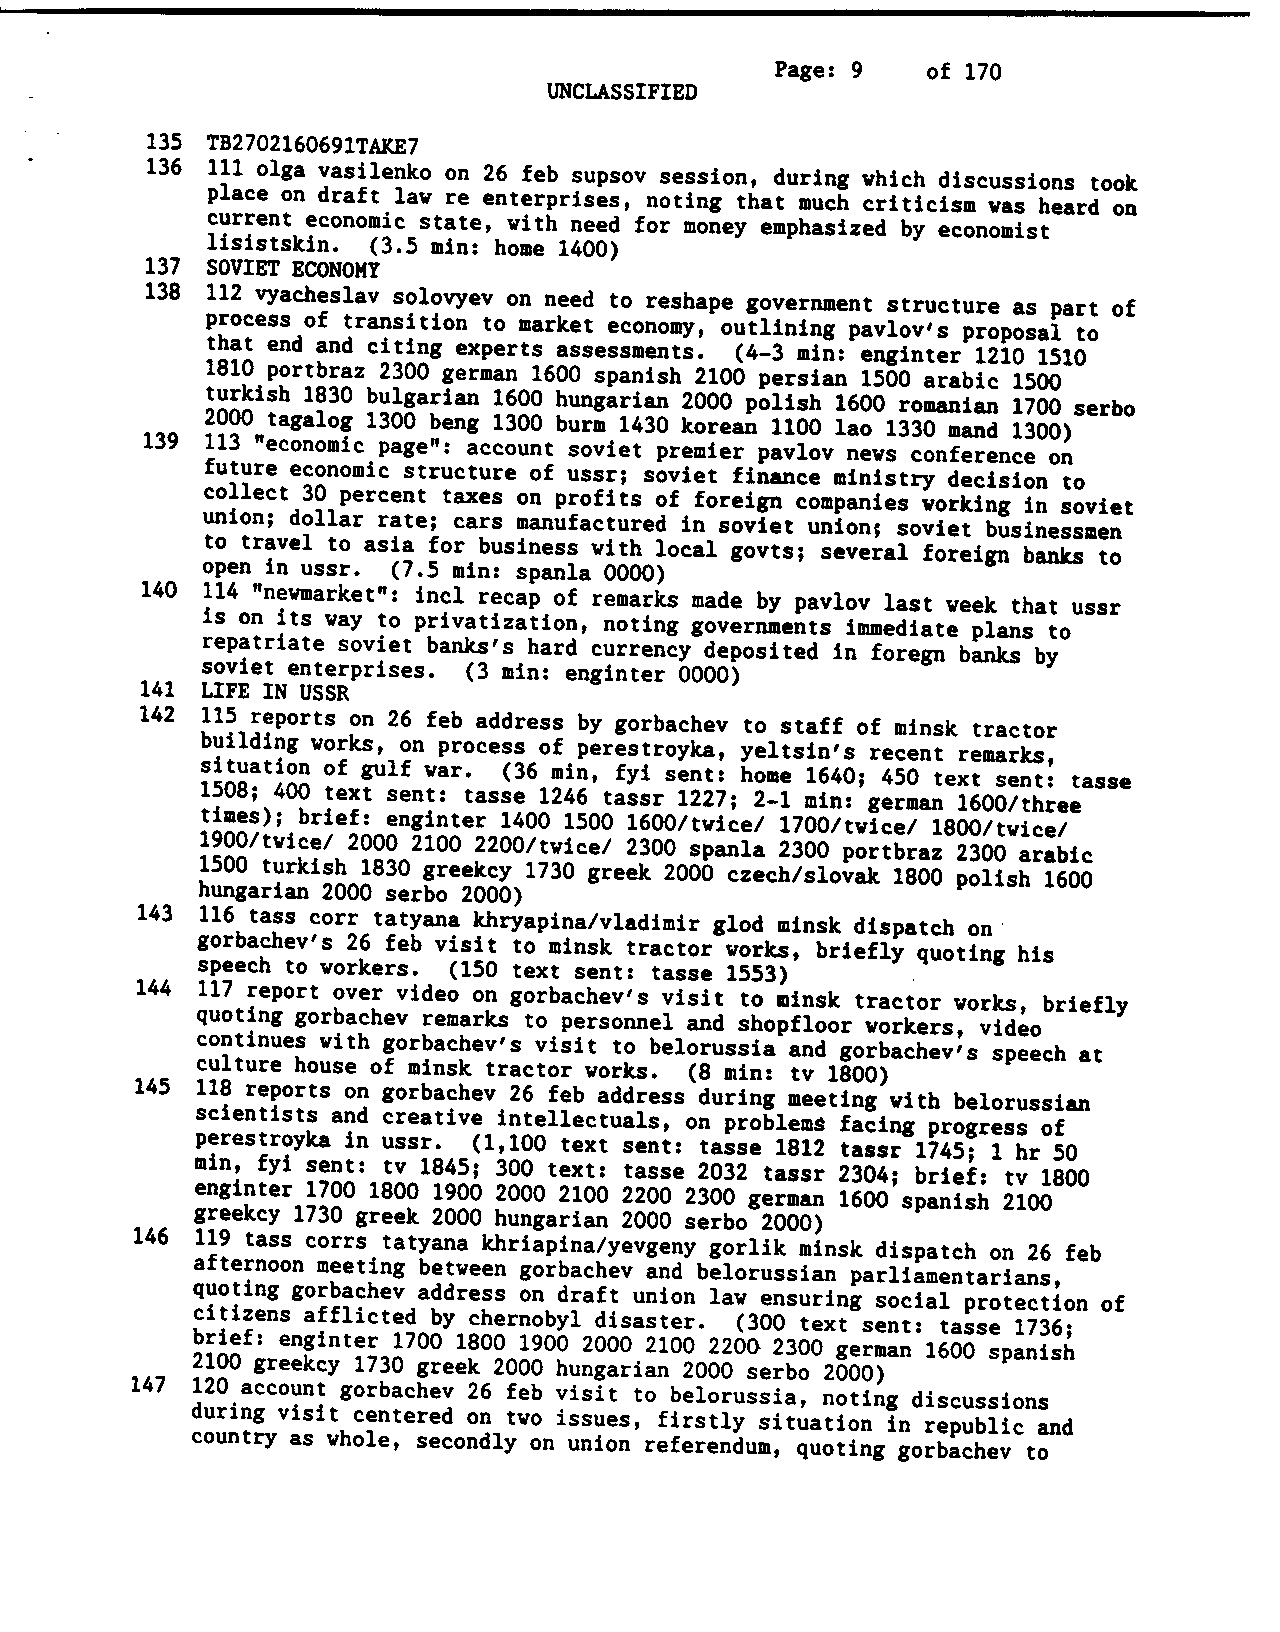 Page: 9 of 170
UNCLASSIFIED
135 TB2702160691TAKE7
136 111 olga vasilenko on 26 feb supsov session, during which discussions took
place on draft law re enterprises, noting that much criticism was heard on
current economic state, with need for money emphasized by economist
lisistskin. (3.5 min: home 1400)
137 SOVIET ECONOMY
138 112 vyacheslav solovyev on need to reshape government structure as part of
process of transition to market economy, outlining pavlov's proposal to
that end and citing experts assessments. (4-3 min: enginter 1210 1510
1810 portbraz 2300 german 1600 spanish 2100 persian 1500 arabic 1500
turkish 1830 bulgarian 1600 hungarian 2000 polish 1600 romanian 1700 serbo
2000 tagalog 1300 beng 1300 burm 1430 korean 1100 lao 1330 mand 1300)
139 113 "economic page": account soviet premier pavlov news conference on
future economic structure of ussr; soviet finance ministry decision to
collect 30 percent taxes on profits of foreign companies working in soviet
union; dollar rate; cars manufactured in soviet union; soviet businessmen
to travel to asia for business with local govts; several foreign banks to
open in ussr. (7.5 min: spanla 0000)
140 114 "newmarket": incl recap of remarks made by pavlov last week that ussr
is on its way to privatization, noting governments immediate plans to
repatriate soviet banks's hard currency deposited in foregn banks by
soviet enterprises. (3 min: enginter 0000)
141 LIFE IN USSR
142 115 reports on 26 feb address by gorbachev to staff of minsk tractor
building works, on process of perestroyka, yeltsin's recent remarks,
situation of gulf war. (36 min, fyi sent: home 1640; 450 text sent: tasse
1508; 400 text sent: tasse 1246 tassr 1227; 2-1 min: german 1600/three
times); brief: enginter 1400 1500 1600/twice/ 1700/twice/ 1800/twice/
1900/twice/ 2000 2100 2200/twice/ 2300 spanla 2300 portbraz 2300 arabic
1500 turkish 1830 greekcy 1730 greek 2000 czech/slovak 1800 polish 1600
hungarian 2000 serbo 2000)
143 116 tass corr tatyana khryapina/vladimir glod minsk dispatch on
gorbachev's 26 feb visit to minsk tractor works, briefly quoting his
speech to workers. (150 text sent: tasse 1553)
144 117 report over video on gorbachev's visit to minsk tractor works, briefly
quoting gorbachev remarks to personnel and shopfloor workers, video
continues with gorbachev's visit to belorussia and gorbachev's speech at
culture house of minsk tractor works. (8 min: tv 1800)
145 118 reports on gorbachev 26 feb address during meeting with belorussian
scientists and creative intellectuals, on problems facing progress of
perestroyka in ussr. (1,100 text sent: tasse 1812 tassr 1745; 1 hr 50
min, fyi sent: tv 1845; 300 text: tasse 2032 tassr 2304; brief: tv 1800
enginter 1700 1800 1900 2000 2100 2200 2300 german 1600 spanish 2100
greekcy 1730 greek 2000 hungarian 2000 serbo 2000)
146 119 tass corrs tatyana khriapina/yevgeny gorlik minsk dispatch on 26 feb
afternoon meeting between gorbachev and belorussian parliamentarians,
quoting gorbachev address on draft union law ensuring social protection of
citizens afflicted by chernobyl disaster. (300 text sent: tasse 1736;
brief: enginter 1700 1800 1900 2000 2100 2200 2300 german 1600 spanish
2100 greekcy 1730 greek 2000 hungarian 2000 serbo 2000)
147 120 account gorbachev 26 feb visit to belorussia, noting discussions
during visit centered on two issues, firstly situation in republic and
country as whole, secondly on union referendum, quoting gorbachev to